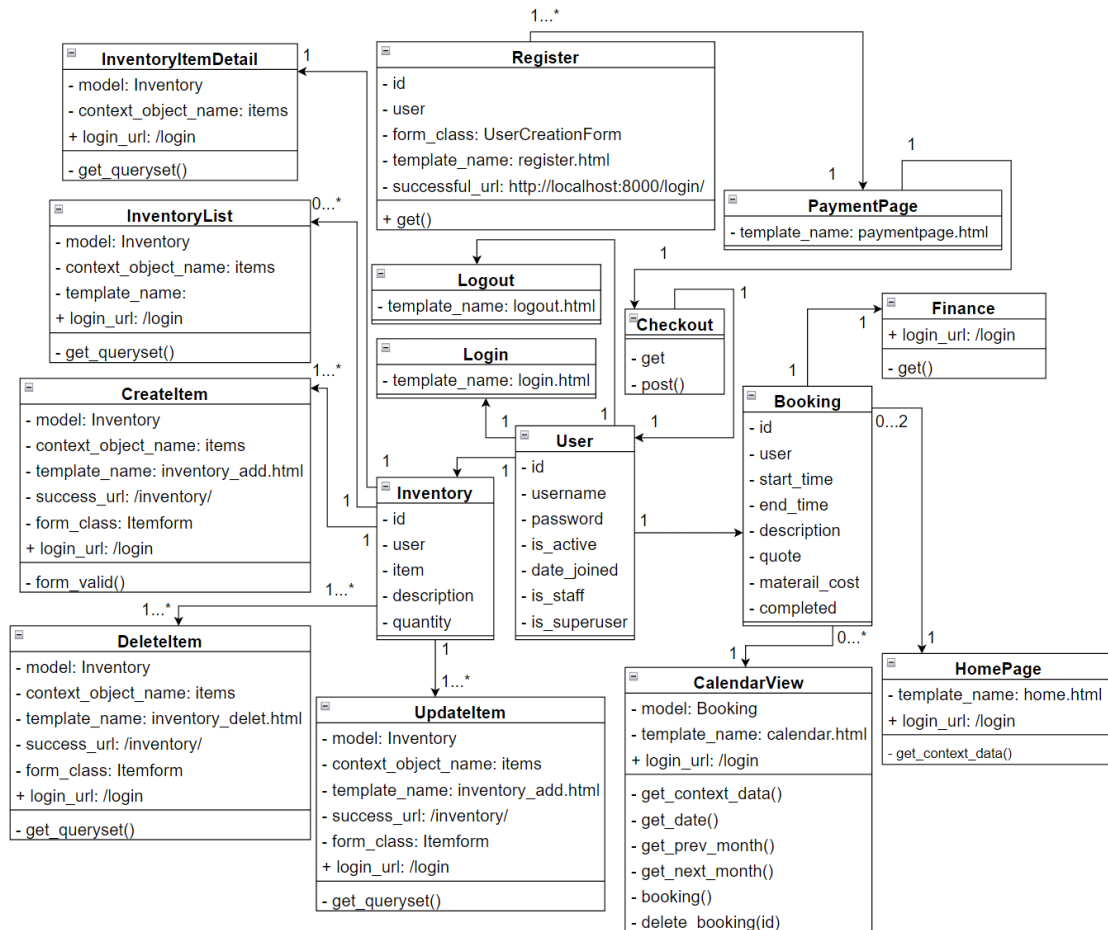 1...*
InventoryItemDetail
- model: Inventory
- context_object_name: items
+ login_url: /login
- get_queryset()
1
Register
- id
- user
- form_class: UserCreationForm
- template_name: register.html
- successful_url: http://localhost:8000/login/
+ get()
1
1
PaymentPage
- template_name: paymentpage.html
1
0...*
InventoryList
- model: Inventory
- context_object_name: items
- template_name:
+ login_url: /login
- get_queryset()
Logout
- template_name: logout.html
1
Checkout
- get
- post()
1
Finance
+ login_url: /login
- get()
1
1
Login
- template_name: login.html
1
1
1
1...*
CreateItem
- model: Inventory
- context_object_name: items
- template_name: inventory_add.html
- success_url: /inventory/
- form_class: Itemform
+ login_url: /login
- form_valid()
1
1
1
1
Inventory
- id
- user
- item
- description
- quantity
User
- id
- username
- password
- is_active
- date_joined
- is_staff
- is_superuser
1
Booking
- id
- user
- start_time
- end_time
- description
- quote
- materail_cost
- completed
0...2
1...*
1...*
DeleteItem
- model: Inventory
- context_object_name: items
- template_name: inventory_delet.html
- success_url: /inventory/
- form_class: Itemform
+ login_url: /login
- get_queryset()
1
1...*
UpdateItem
- model: Inventory
- context_object_name: items
- template_name: inventory_add.html
- success_url: /inventory/
- form_class: Itemform
+ login_url: /login
- get_queryset()
0...*
1
CalendarView
- model: Booking
- template_name: calendar.html
+ login_url: /login
- get_context_data()
- get_date()
- get_prev_month()
- get_next_month()
- booking()
- delete_booking(id)
1
HomePage
- template_name: home.html
+ login_url: /login
- get_context_data()